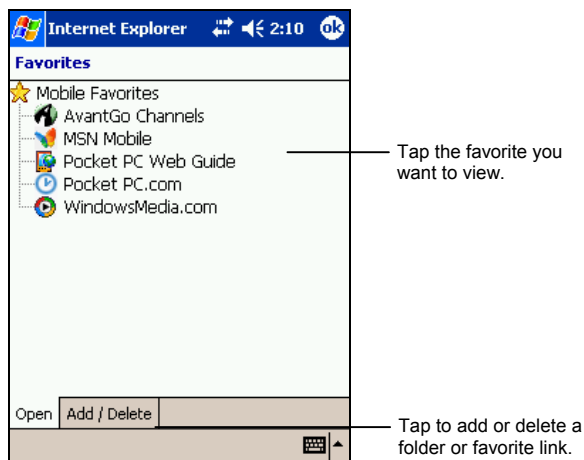 Internet Explorer 2:10 ok
Favorites
Mobile Favorites
AvantGo Channels
MSN Mobile
Pocket PC Web Guide
Pocket PC.com
WindowsMedia.com
Tap the favorite you
want to view.
Open Add / Delete
Tap to add or delete a
folder or favorite link.